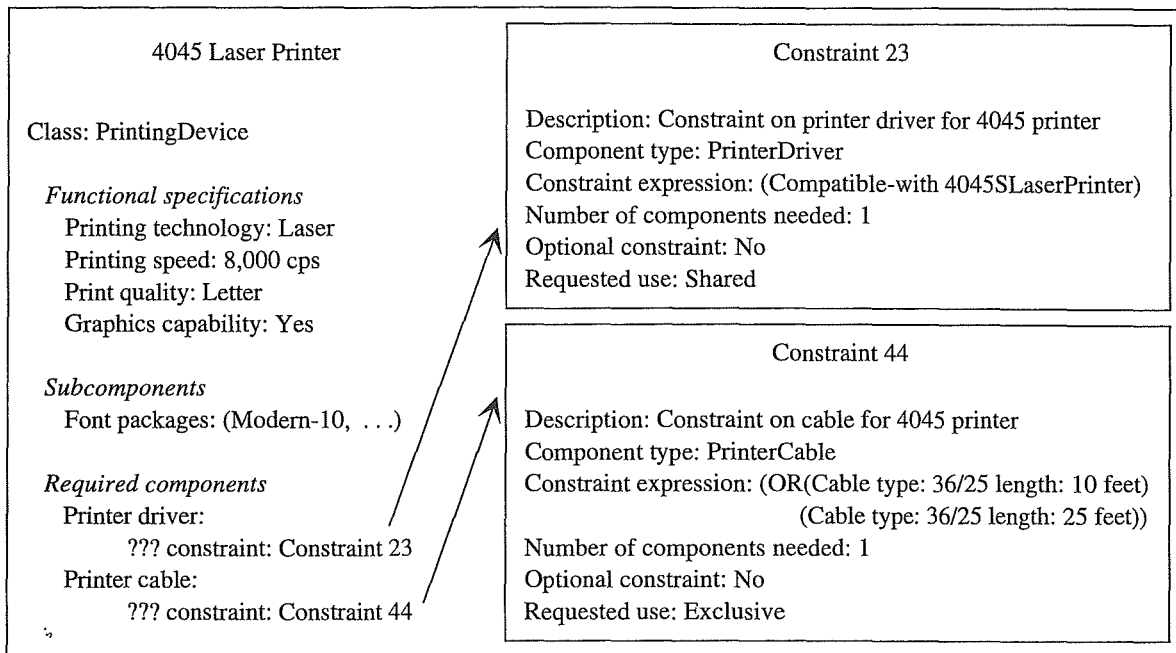 4045 Laser Printer
Class: PrintingDevice
Functional specifications
Printing technology: Laser
Printing speed: 8,000 cps
Print quality: Letter
Graphics capability: Yes
Subcomponents
Font packages: (Modern-10, . . .)
Required components
Printer driver:
??? constraint: Constraint 23
Printer cable:
??? constraint: Constraint 44
Constraint 23
Description: Constraint on printer driver for 4045 printer
Component type: PrinterDriver
Constraint expression: (Compatible-with 4045SLaserPrinter)
Number of components needed: 1
Optional constraint: No
Requested use: Shared
Constraint 44
Description: Constraint on cable for 4045 printer
Component type: PrinterCable
Constraint expression: (OR(Cable type: 36/25 length: 10 feet)
(Cable type: 36/25 length: 25 feet))
Number of components needed: 1
Optional constraint: No
Requested use: Exclusive